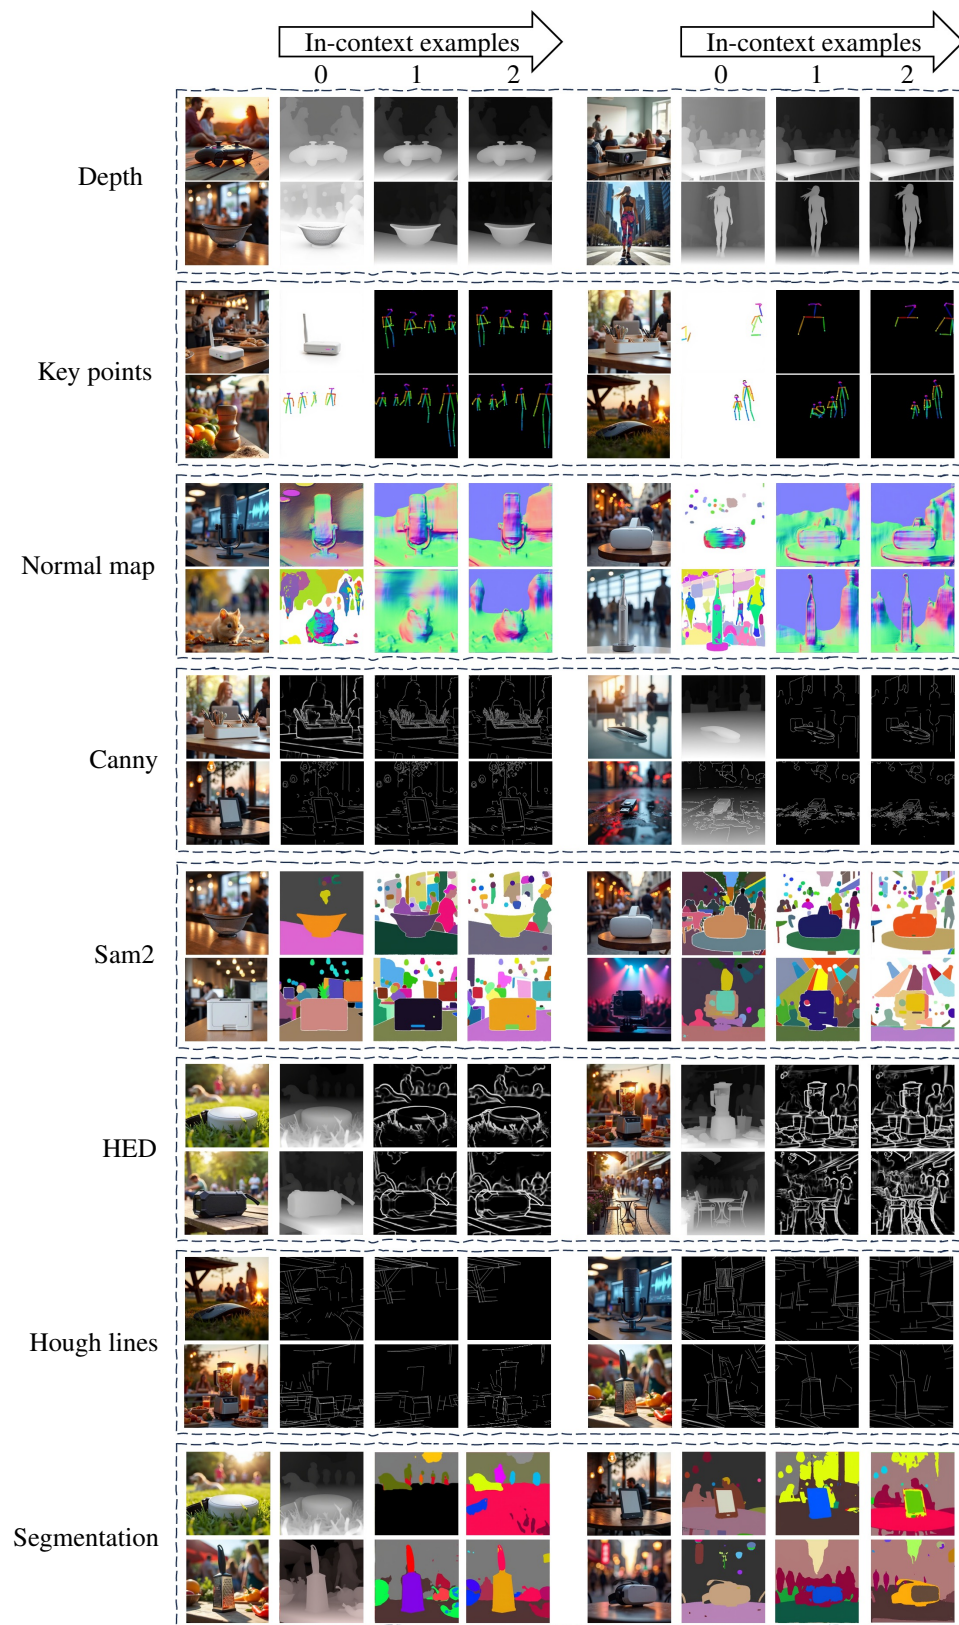 In-context examples
In-context examples
0 1 2
0 1 2
Depth
Key points
Normal map
Canny
Sam2
HED
Hough lines
Segmentation